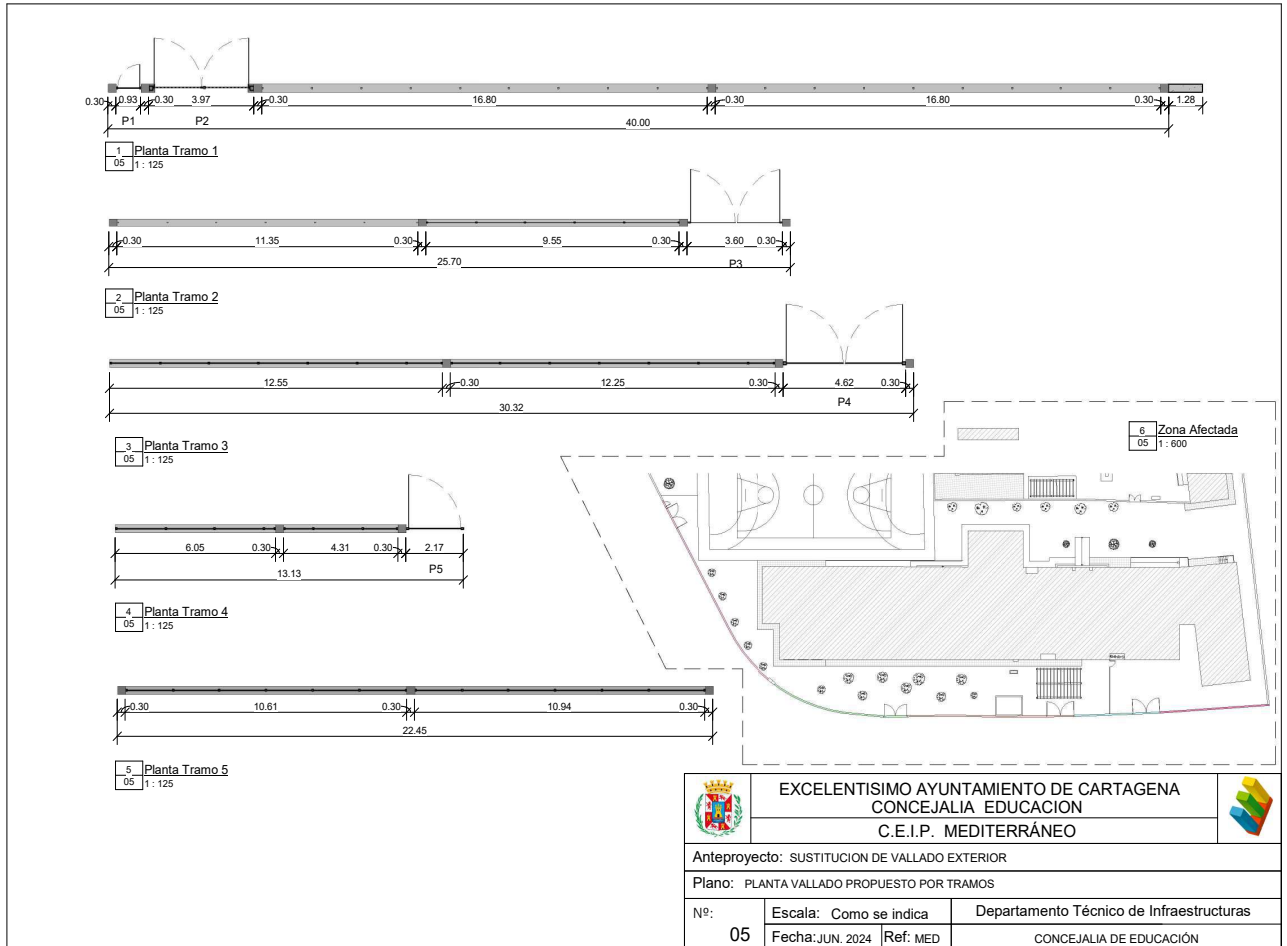 0.30 0.93 0.30 3.97 0.30 16.80 0.30 16.80 0.30 1.28
P1 P2
40.00
1 Planta Tramo 1
05 1 : 125
0.30 11.35 0.30 9.55 0.30 3.60 0.30
P3
25.70
2 Planta Tramo 2
05 1 : 125
12.55 0.30 12.25 0.30 4.62 0.30
P4
30.32
3 Planta Tramo 3
05 1 : 125
6 Zona Afectada
05 1 : 600
6.05 0.30 4.31 0.30 2.17
P5
13.13
4 Planta Tramo 4
05 1 : 125
0.30 10.61 0.30 10.94 0.30
22.45
5 Planta Tramo 5
05 1 : 125
EXCELENTISIMO AYUNTAMIENTO DE CARTAGENA
CONCEJALIA EDUCACION
C.E.I.P. MEDITERRÁNEO
Anteproyecto: SUSTITUCION DE VALLADO EXTERIOR
Plano: PLANTA VALLADO PROPUESTO POR TRAMOS
Nº: 05
Escala: Como se indica
Departamento Técnico de Infraestructuras
Fecha: JUN. 2024 Ref: MED
CONCEJALIA DE EDUCACIÓN